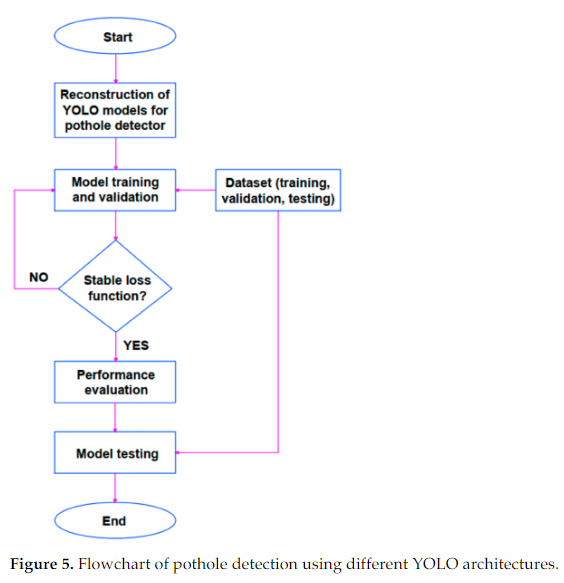 Start
Reconstruction of
YOLO models for
pothole detector
Model training
and validation
Dataset (training,
validation, testing)
NO
Stable loss
function?
YES
Performance
evaluation
Model testing
End
Figure 5. Flowchart of pothole detection using different YOLO architectures.